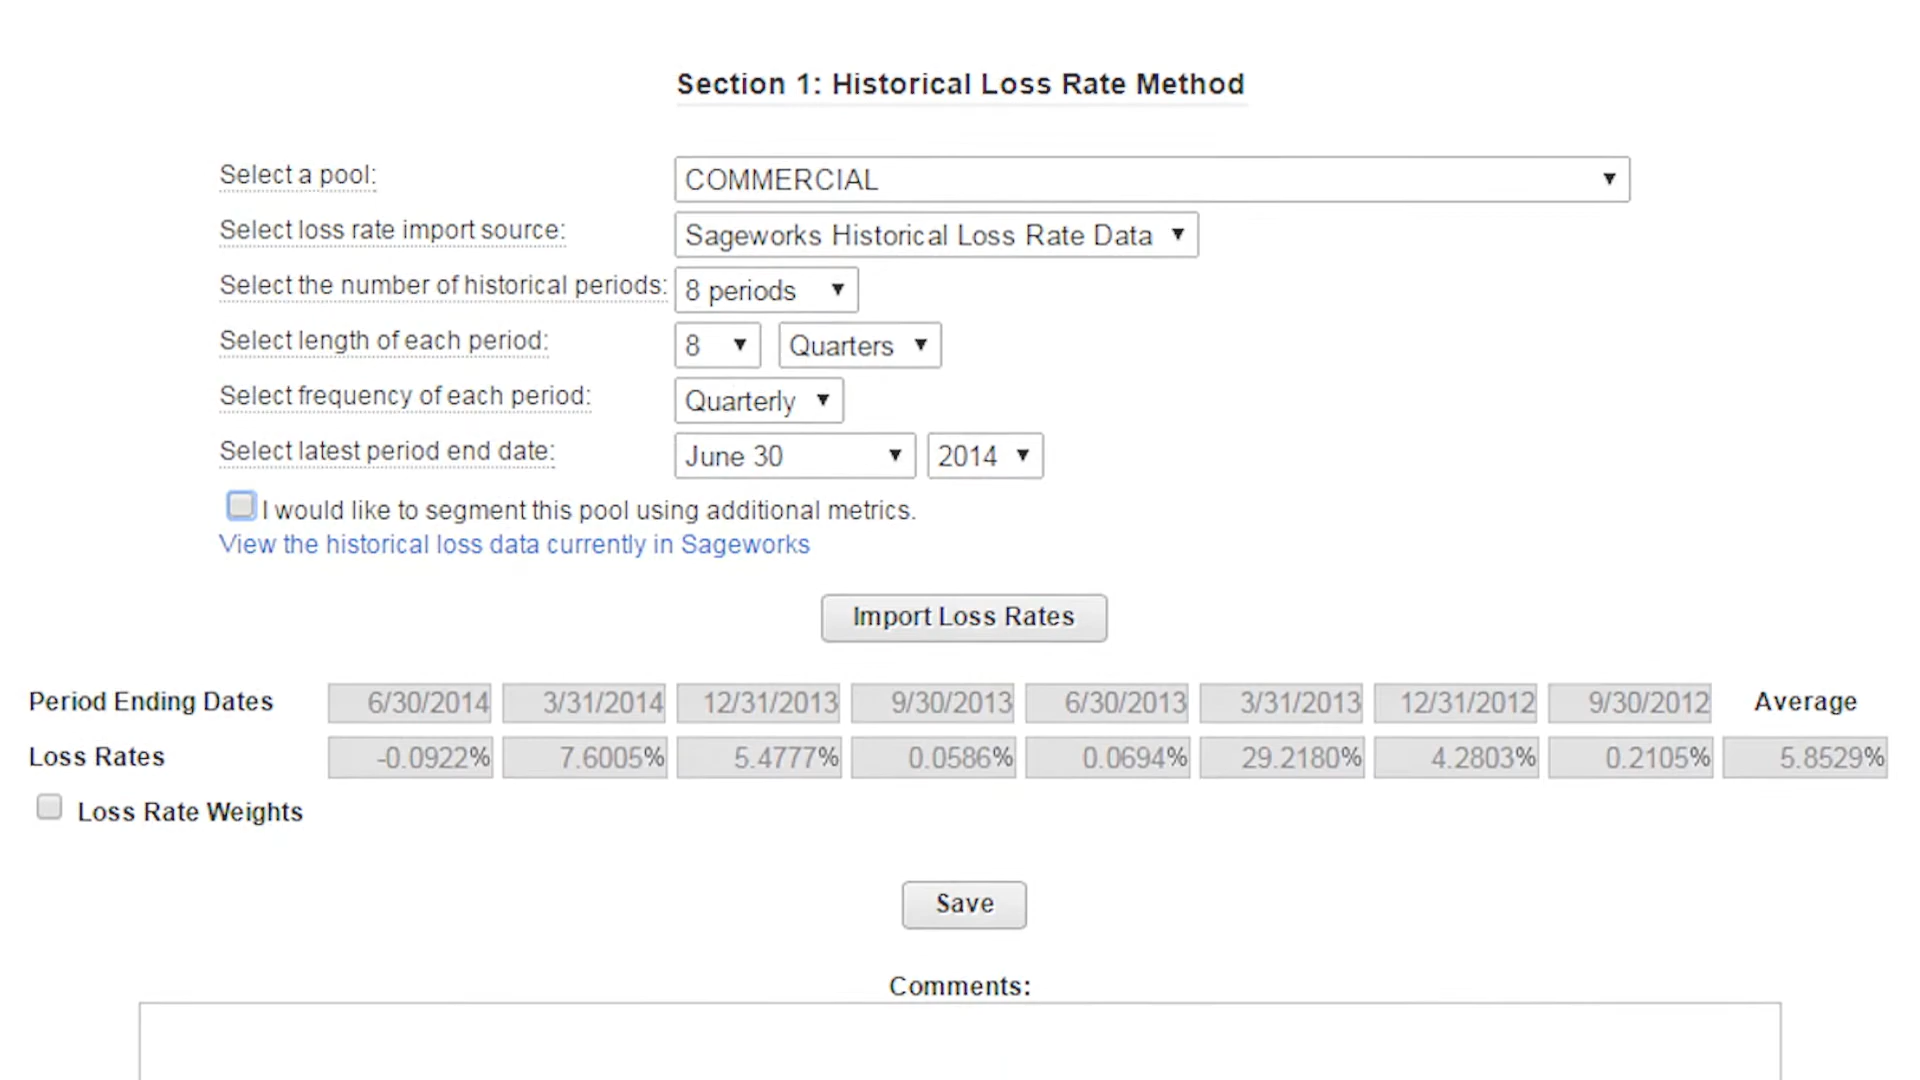 Section 1: Historical Loss Rate Method
Select a pool: COMMERCIAL
Select loss rate import source: Sageworks Historical Loss Rate Data
Select the number of historical periods: 8 periods
Select length of each period: 8 Quarters
Select frequency of each period: Quarterly
Select latest period end date: June 30 2014
I would like to segment this pool using additional metrics.
View the historical loss data currently in Sageworks
Import Loss Rates
Period Ending Dates 6/30/2014 3/31/2014 12/31/2013 9/30/2013 6/30/2013 3/31/2013 12/31/2012 9/30/2012 Average
Loss Rates -0.0922% 7.6005% 5.4777% 0.0586% 0.0694% 29.2180% 4.2803% 0.2105% 5.8529%
Loss Rate Weights
Save
Comments: